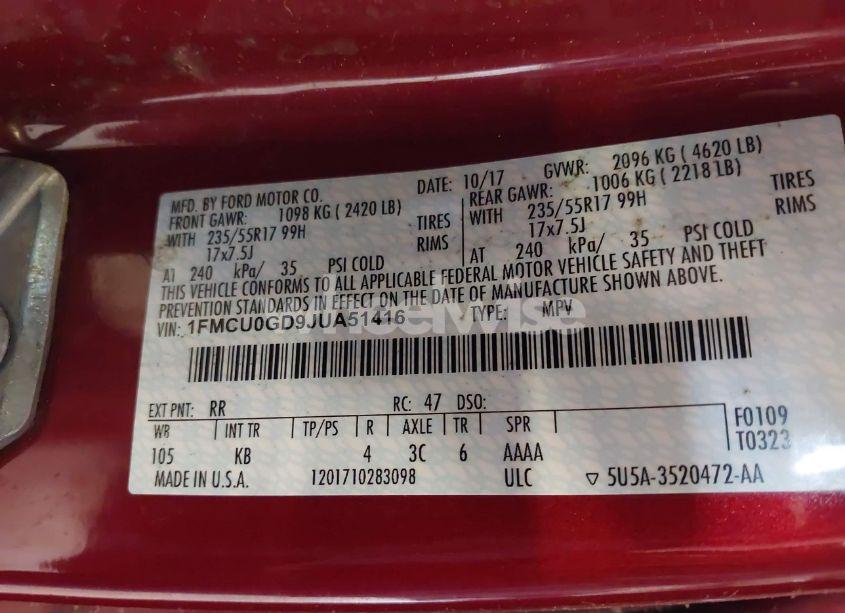 MFD. BY FORD MOTOR CO. DATE: 10/17 GVWR: 2096 KG ( 4620 LB)
FRONT GAWR: 1098 KG ( 2420 LB) REAR GAWR: 1006 KG ( 2218 LB)
WITH 235/55R17 99H TIRES WITH 235/55R17 99H TIRES
17x7.5J RIMS 17x7.5J RIMS
AT 240 kPa/ 35 PSI COLD AT 240 kPa/ 35 PSI COLD
THIS VEHICLE CONFORMS TO ALL APPLICABLE FEDERAL MOTOR VEHICLE SAFETY AND THEFT
PREVENTION STANDARDS IN EFFECT ON THE DATE OF MANUFACTURE SHOWN ABOVE.
VIN: 1FMCU0GD9JUA51416 TYPE: MPV
EXT PNT: RR RC: 47 DSO:
WB INT TR TP/PS R AXLE TR SPR F0109
105 KB 4 3C 6 AAAA T0323
MADE IN U.S.A. 1201710283098 ULC ▽ 5U5A-3520472-AA